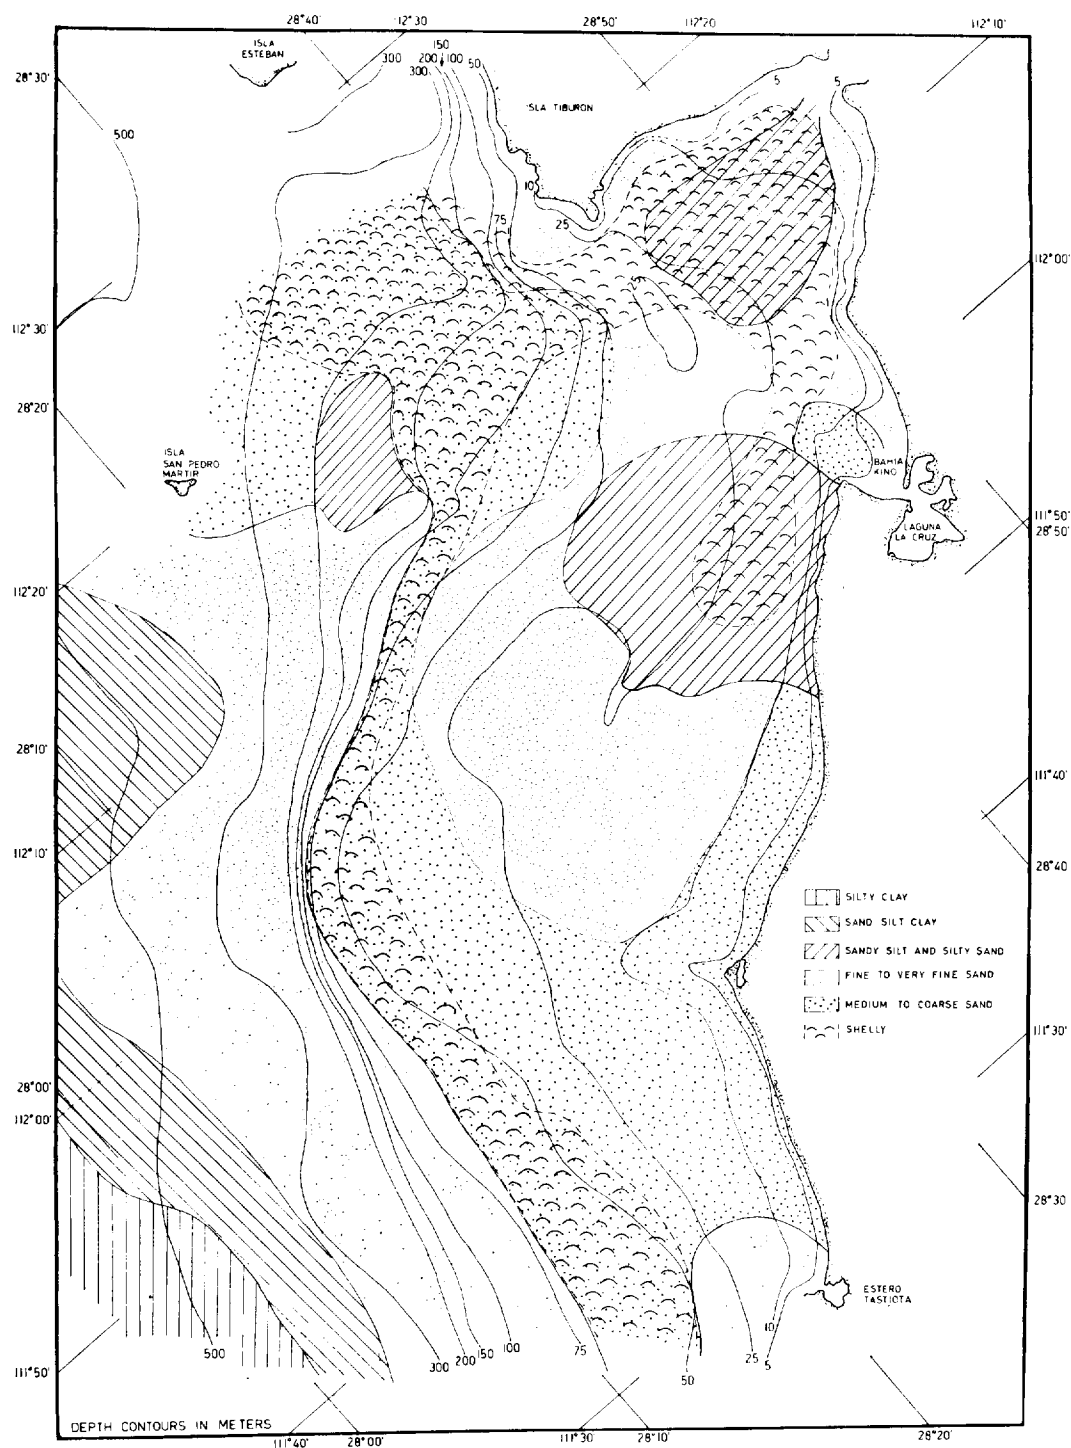 28°40'
112°30
28°50'
112°20
112°10'
ISLA
ESTEBAN
150
300
200
100
50
300
5
5
28°30'
ISLA TIBURON
500
10
75
25
112°00'
112°30'
28°20'
ISLA
SAN PEDRO
MARTIR
BAHIA
KINO
LAGUNA
LA CRUZ
111°50'
28°50'
112°20'
28°10'
111°40'
112°10'
28°40'
SILTY CLAY
SAND SILT CLAY
SANDY SILT AND SILTY SAND
FINE TO VERY FINE SAND
MEDIUM TO COARSE SAND
SHELLY
111°30'
28°00'
112°00'
28°30'
ESTERO
TASTIOTA
10
500
300
200
150
100
75
50
25
5
111°50'
DEPTH CONTOURS IN METERS
111°40'
28°00'
111°30'
28°10'
28°20'